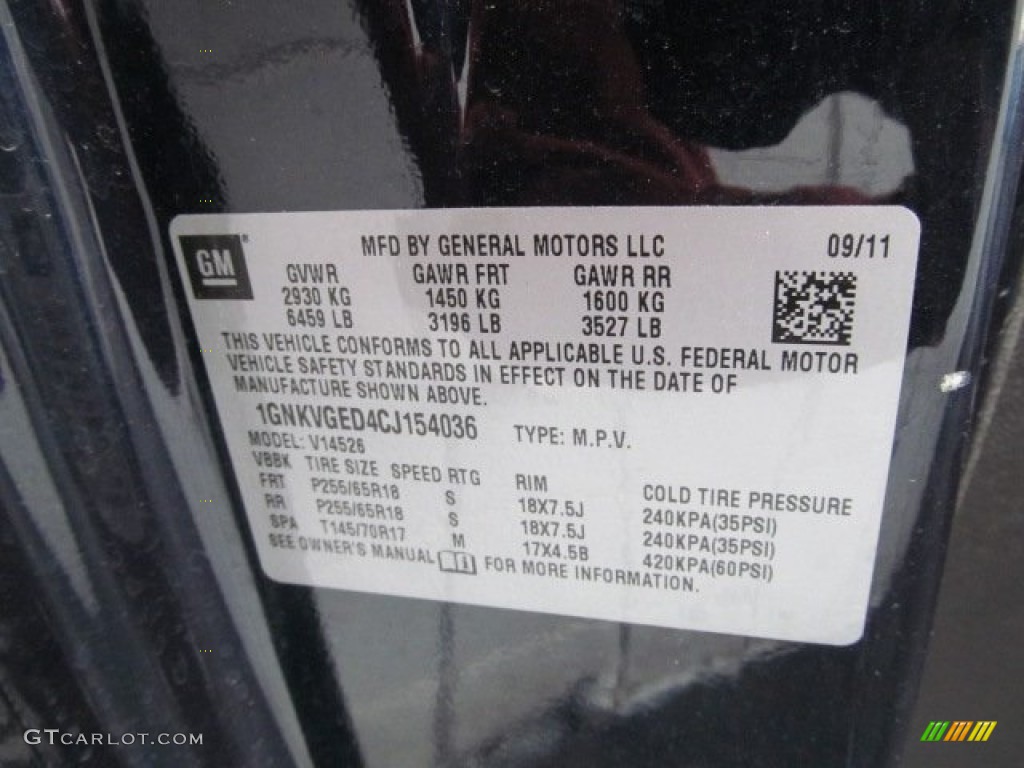 GM
MFD BY GENERAL MOTORS LLC 09/11
GVWR GAWR FRT GAWR RR
2930 KG 1450 KG 1600 KG
6459 LB 3196 LB 3527 LB
THIS VEHICLE CONFORMS TO ALL APPLICABLE U.S. FEDERAL MOTOR
VEHICLE SAFETY STANDARDS IN EFFECT ON THE DATE OF
MANUFACTURE SHOWN ABOVE.
1GNKVGED4CJ154036 TYPE: M.P.V.
MODEL: V14526
VBBK TIRE SIZE SPEED RTG RIM COLD TIRE PRESSURE
FRT P255/65R18 S 18X7.5J 240KPA(35PSI)
RR P255/65R18 S 18X7.5J 240KPA(35PSI)
SPA T145/70R17 M 17X4.5B 420KPA(60PSI)
SEE OWNER'S MANUAL FOR MORE INFORMATION.
GTCARLOT.COM